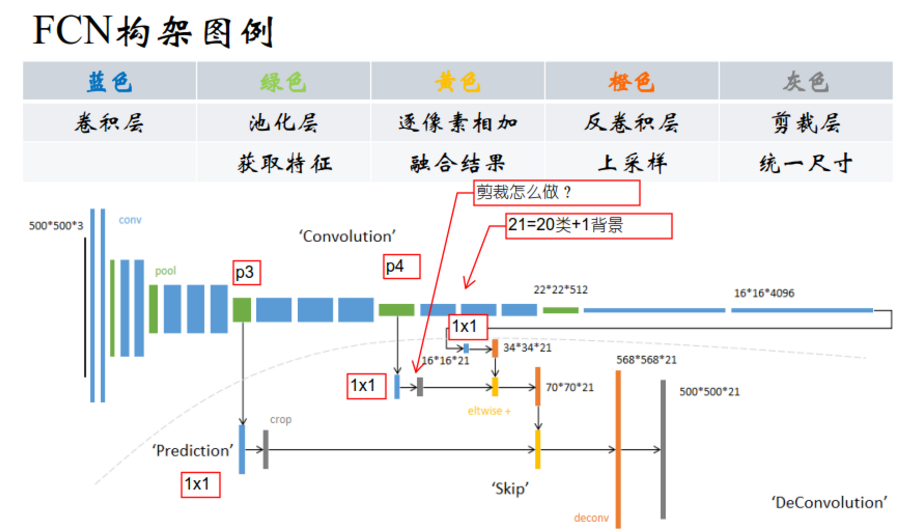 FCN构架图例
蓝色 绿色 黄色 橙色 灰色
卷积层 池化层 逐像素相加 反卷积层 剪裁层
获取特征 融合结果 上采样 统一尺寸
剪裁怎么做？
500*500*3
conv
'Convolution'
21=20类+1背景
pool
p3
p4
22*22*512
16*16*4096
1x1
16*16*21
34*34*21
568*568*21
1x1
70*70*21
500*500*21
eltwise +
crop
'Prediction'
1x1
'Skip'
deconv
'DeConvolution'